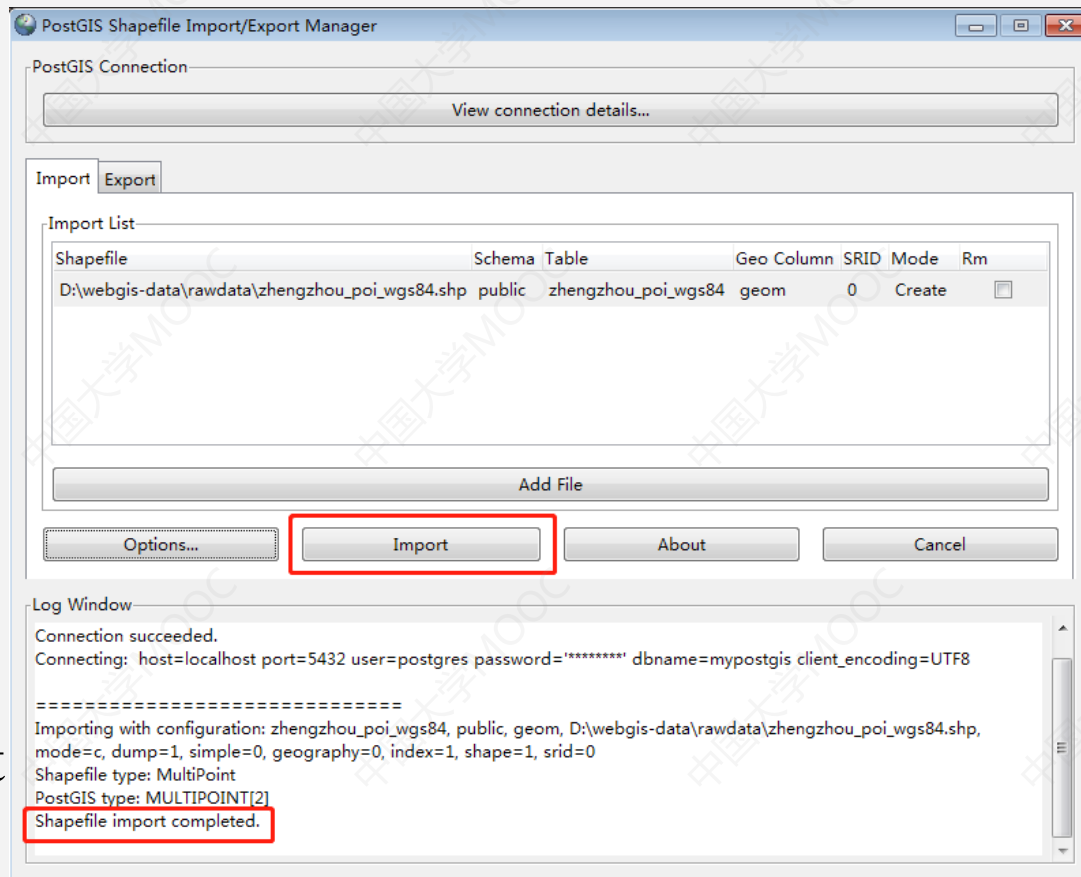 PostGIS Shapefile Import/Export Manager
PostGIS Connection
View connection details...
Import Export
Import List
Shapefile Schema Table Geo Column SRID Mode Rm
D:\webgis-data\rawdata\zhengzhou_poi_wgs84.shp public zhengzhou_poi_wgs84 geom 0 Create
Add File
Options... Import About Cancel
Log Window
Connection succeeded.
Connecting: host=localhost port=5432 user=postgres password='********' dbname=mypostgis client_encoding=UTF8
==============================
Importing with configuration: zhengzhou_poi_wgs84, public, geom, D:\webgis-data\rawdata\zhengzhou_poi_wgs84.shp,
mode=c, dump=1, simple=0, geography=0, index=1, shape=1, srid=0
Shapefile type: MultiPoint
PostGIS type: MULTIPOINT[2]
Shapefile import completed.
中国大学MOOC